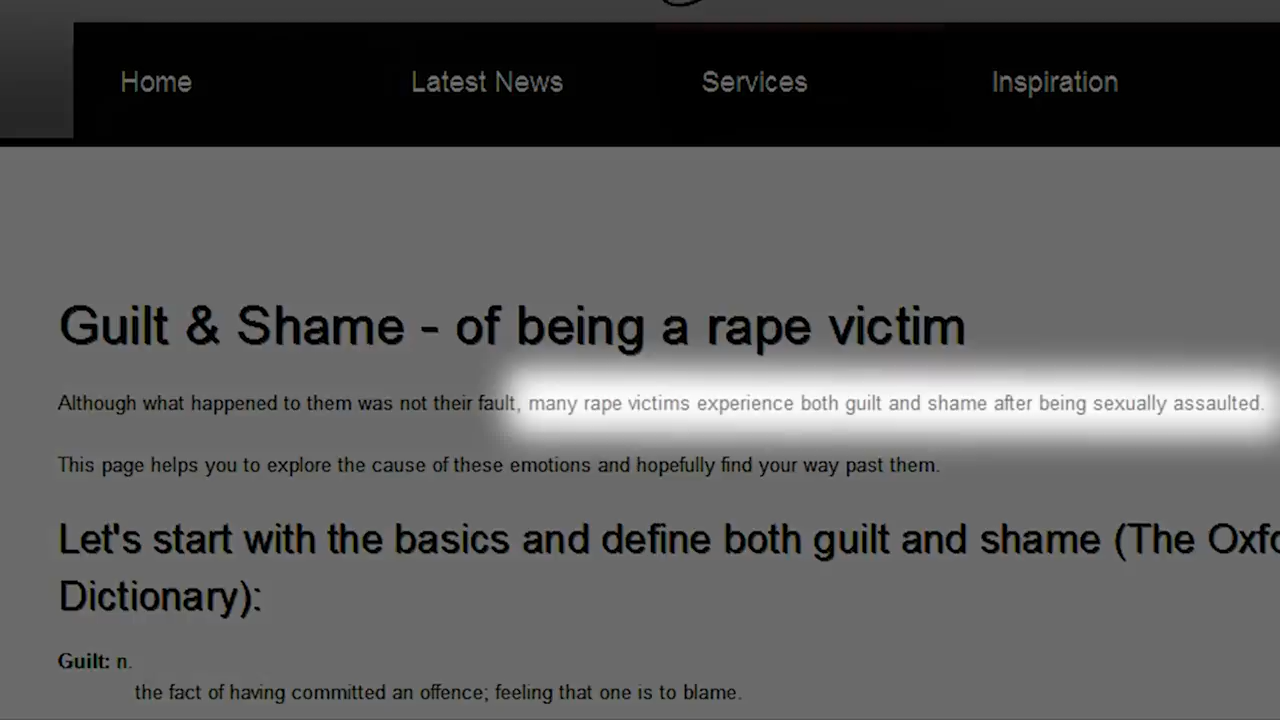 Home Latest News Services Inspiration
Guilt & Shame - of being a rape victim
Although what happened to them was not their fault, many rape victims experience both guilt and shame after being sexually assaulted.
This page helps you to explore the cause of these emotions and hopefully find your way past them.
Let's start with the basics and define both guilt and shame (The
Dictionary):
Guilt: n.
the fact of having committed an offence; feeling that one is to blame.